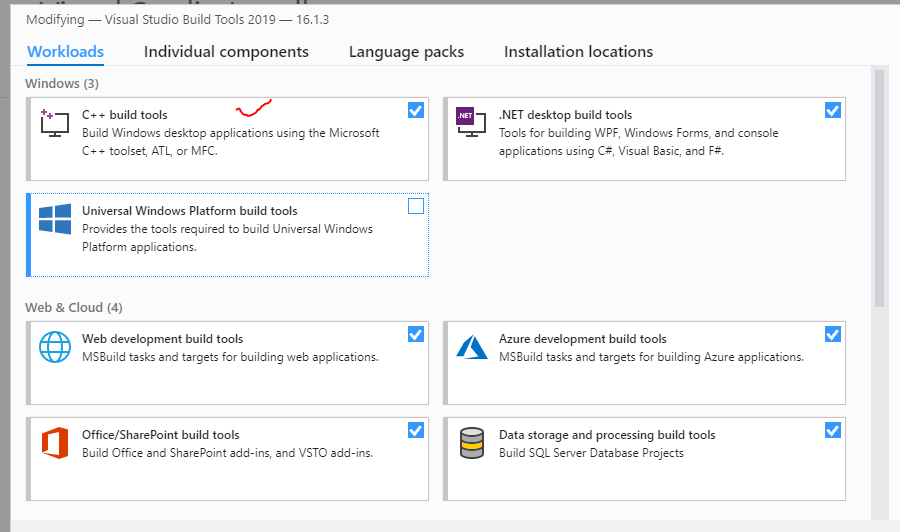 Modifying — Visual Studio Build Tools 2019 — 16.1.3
Workloads Individual components Language packs Installation locations
Windows (3)
C++ build tools
Build Windows desktop applications using the Microsoft
C++ toolset, ATL, or MFC.
.NET
.NET desktop build tools
Tools for building WPF, Windows Forms, and console
applications using C#, Visual Basic, and F#.
Universal Windows Platform build tools
Provides the tools required to build Universal Windows
Platform applications.
Web & Cloud (4)
Web development build tools
MSBuild tasks and targets for building web applications.
Azure development build tools
MSBuild tasks and targets for building Azure applications.
Office/SharePoint build tools
Build Office and SharePoint add-ins, and VSTO add-ins.
Data storage and processing build tools
Build SQL Server Database Projects